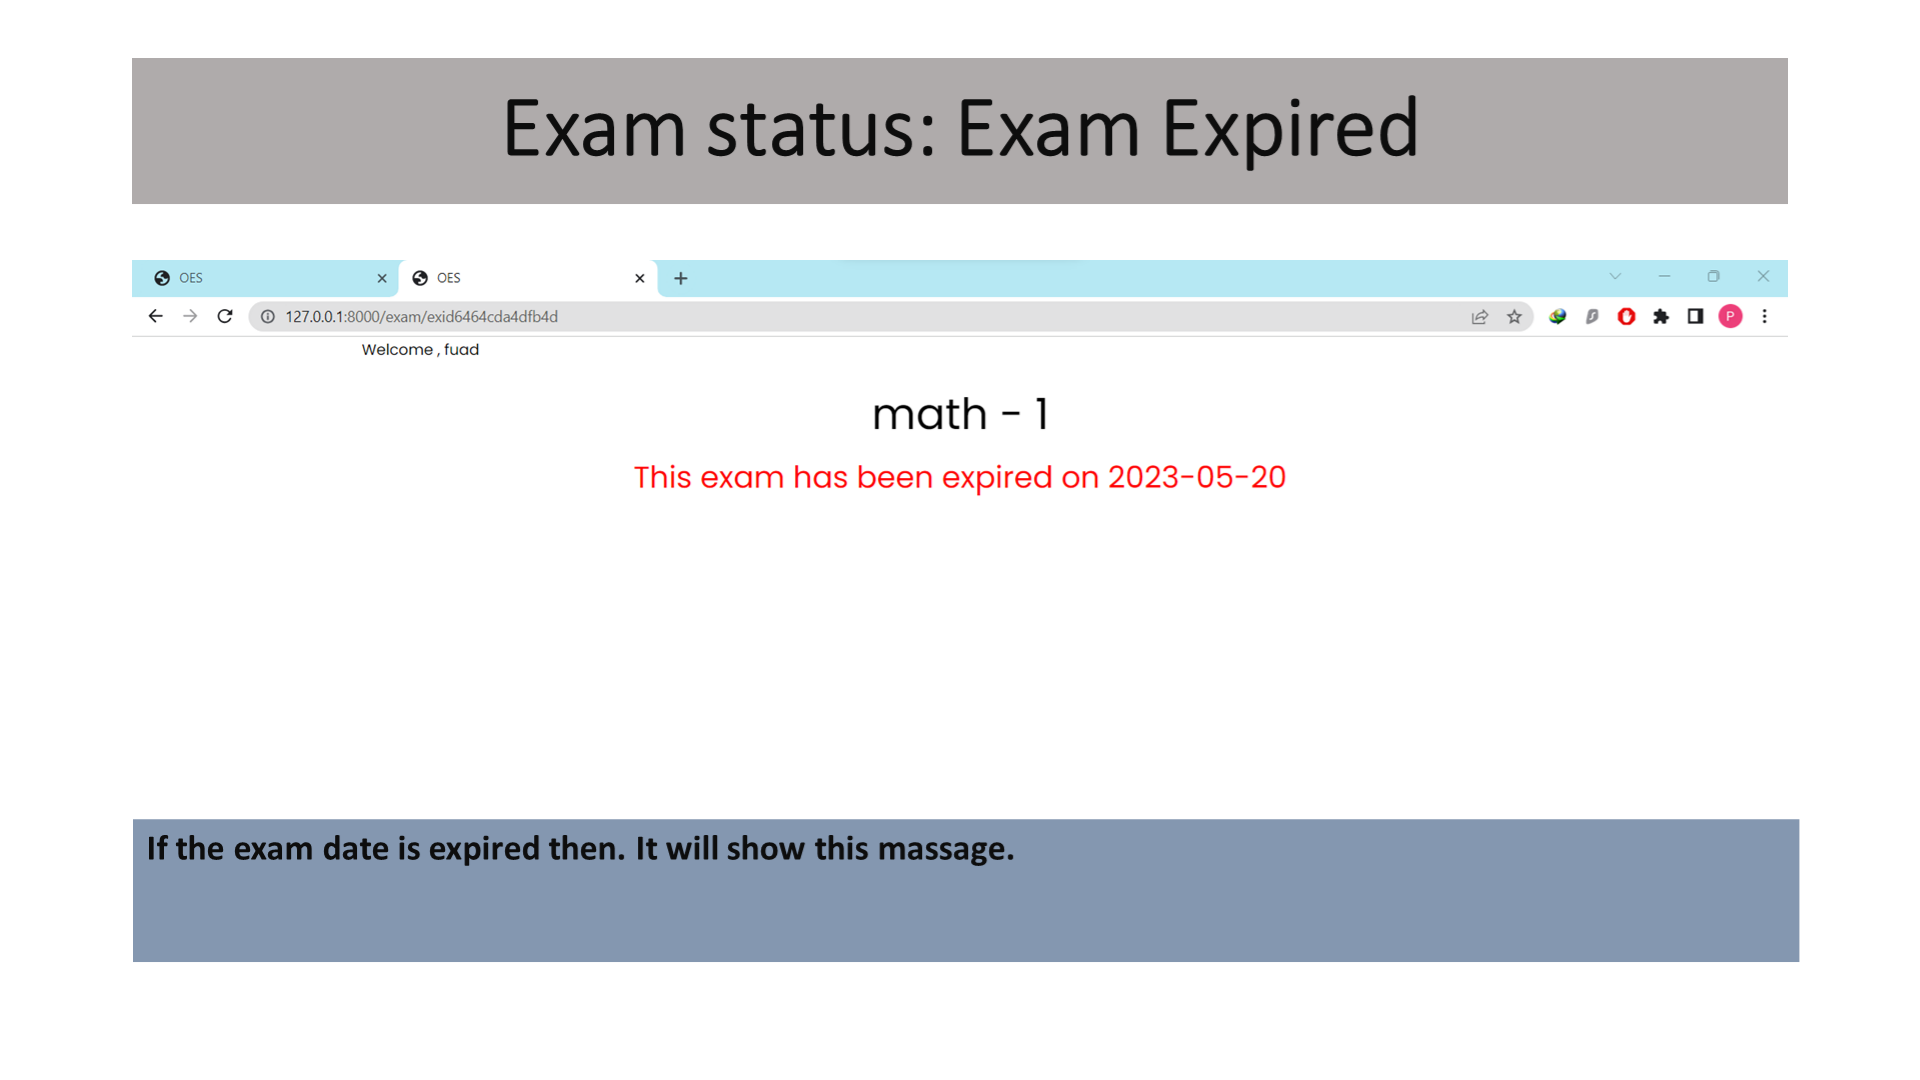 Exam status: Exam Expired
OES
OES
127.0.0.1:8000/exam/exid6464cda4dfb4d
P
Welcome , fuad
math - 1
This exam has been expired on 2023-05-20
If the exam date is expired then. It will show this massage.